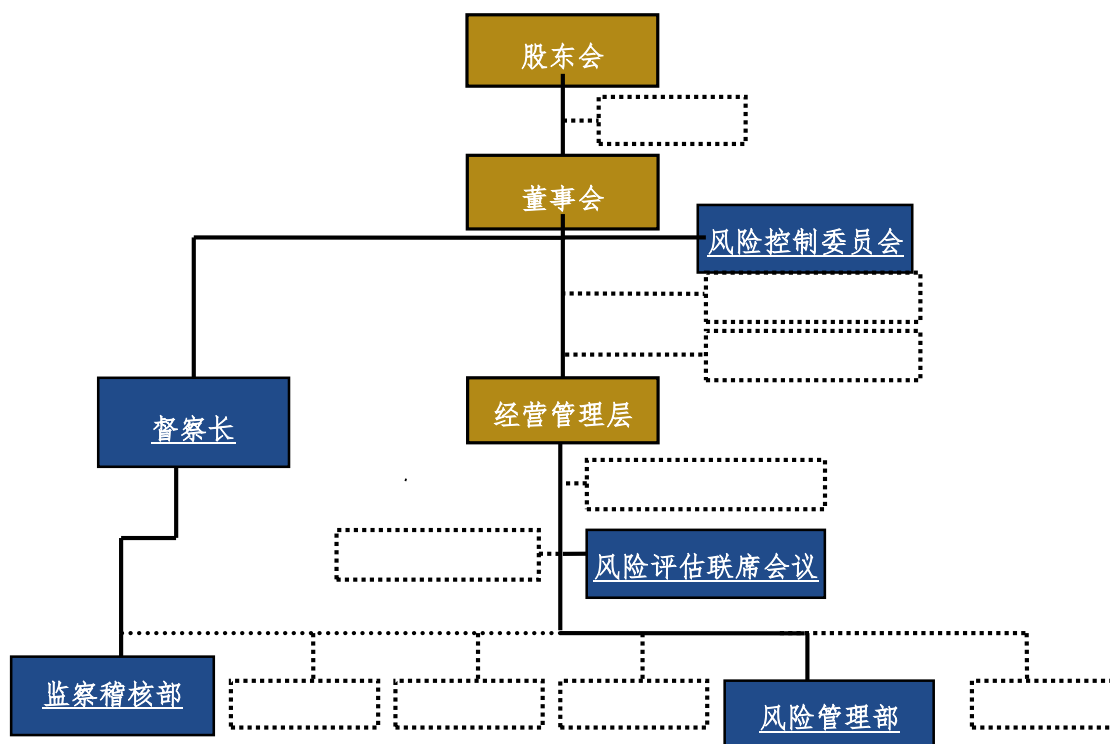 股东会
董事会
风险控制委员会
督察长
经营管理层
风险评估联席会议
监察稽核部
风险管理部